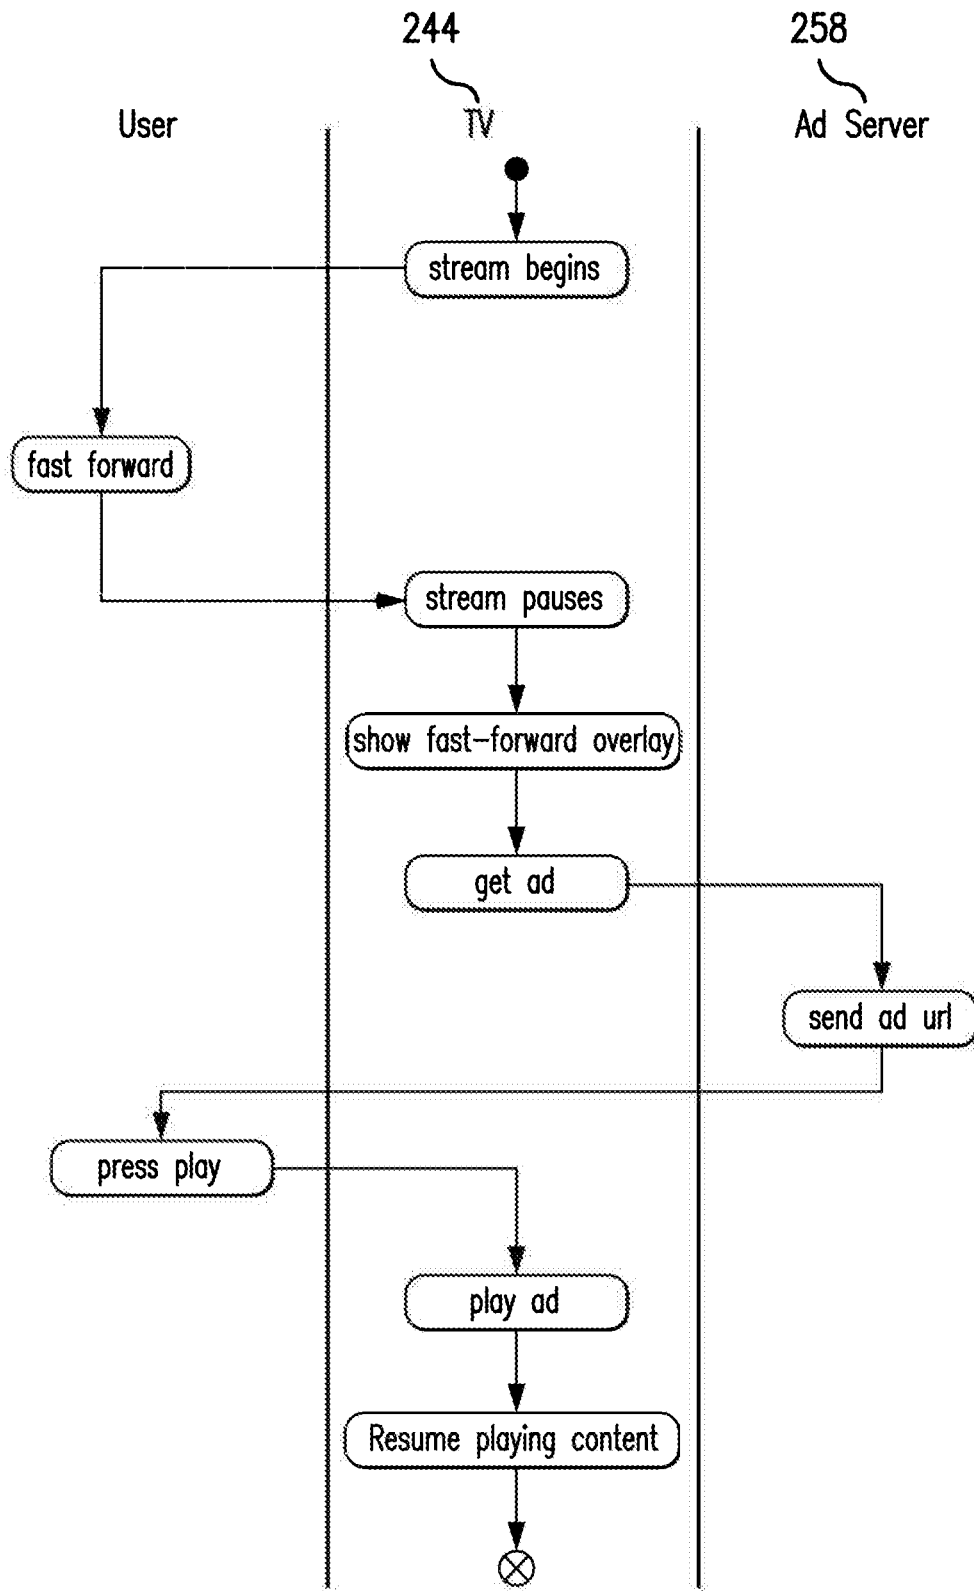 244
258
User
TV
Ad Server
stream begins
fast forward
stream pauses
show fast-forward overlay
get ad
send ad url
press play
play ad
Resume playing content